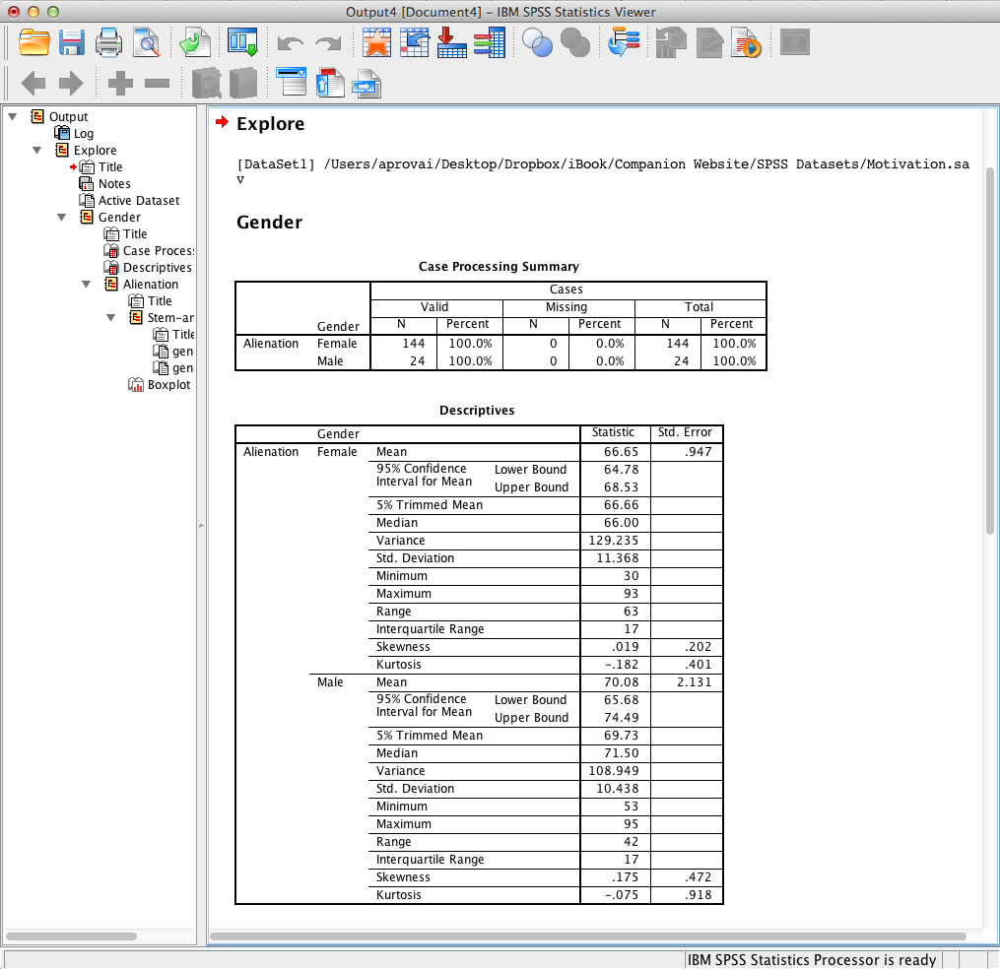 Output4 [Document4] – IBM SPSS Statistics Viewer
Output
Log
Explore
Title
Notes
Active Dataset
Gender
Title
Case Process
Descriptives
Alienation
Title
Stem-an
Title
gen
gen
Boxplot
Explore
[DataSet1] /Users/aprovai/Desktop/Dropbox/iBook/Companion Website/SPSS Datasets/Motivation.sa
v
Gender
Case Processing Summary
Cases
Valid Missing Total
Gender N Percent N Percent N Percent
Alienation Female 144 100.0% 0 0.0% 144 100.0%
Male 24 100.0% 0 0.0% 24 100.0%
Descriptives
Gender Statistic Std. Error
Alienation Female Mean 66.65 .947
95% Confidence Lower Bound 64.78
Interval for Mean Upper Bound 68.53
5% Trimmed Mean 66.66
Median 66.00
Variance 129.235
Std. Deviation 11.368
Minimum 30
Maximum 93
Range 63
Interquartile Range 17
Skewness .019 .202
Kurtosis -.182 .401
Male Mean 70.08 2.131
95% Confidence Lower Bound 65.68
Interval for Mean Upper Bound 74.49
5% Trimmed Mean 69.73
Median 71.50
Variance 108.949
Std. Deviation 10.438
Minimum 53
Maximum 95
Range 42
Interquartile Range 17
Skewness .175 .472
Kurtosis -.075 .918
IBM SPSS Statistics Processor is ready